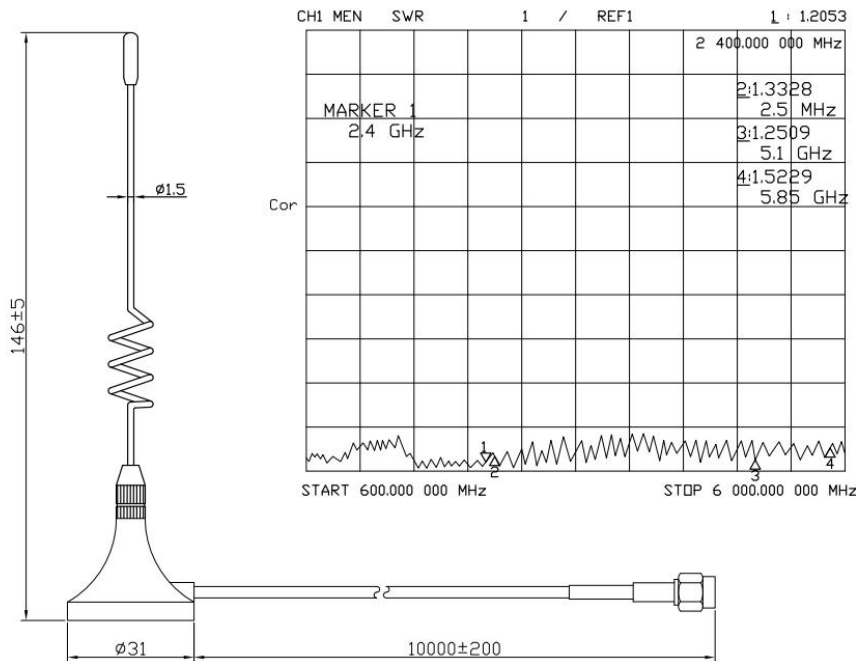 CH1 MEN SWR 1 / REF1 1 : 1.2053
2 400.000 000 MHz
MARKER 1
2.4 GHz
2:1.3328
2.5 MHz
3:1.2509
5.1 GHz
4:1.5229
5.85 GHz
Cor
1
2
3
4
START 600.000 000 MHz
STOP 6 000.000 000 MHz
ø1.5
146±5
ø31
10000±200